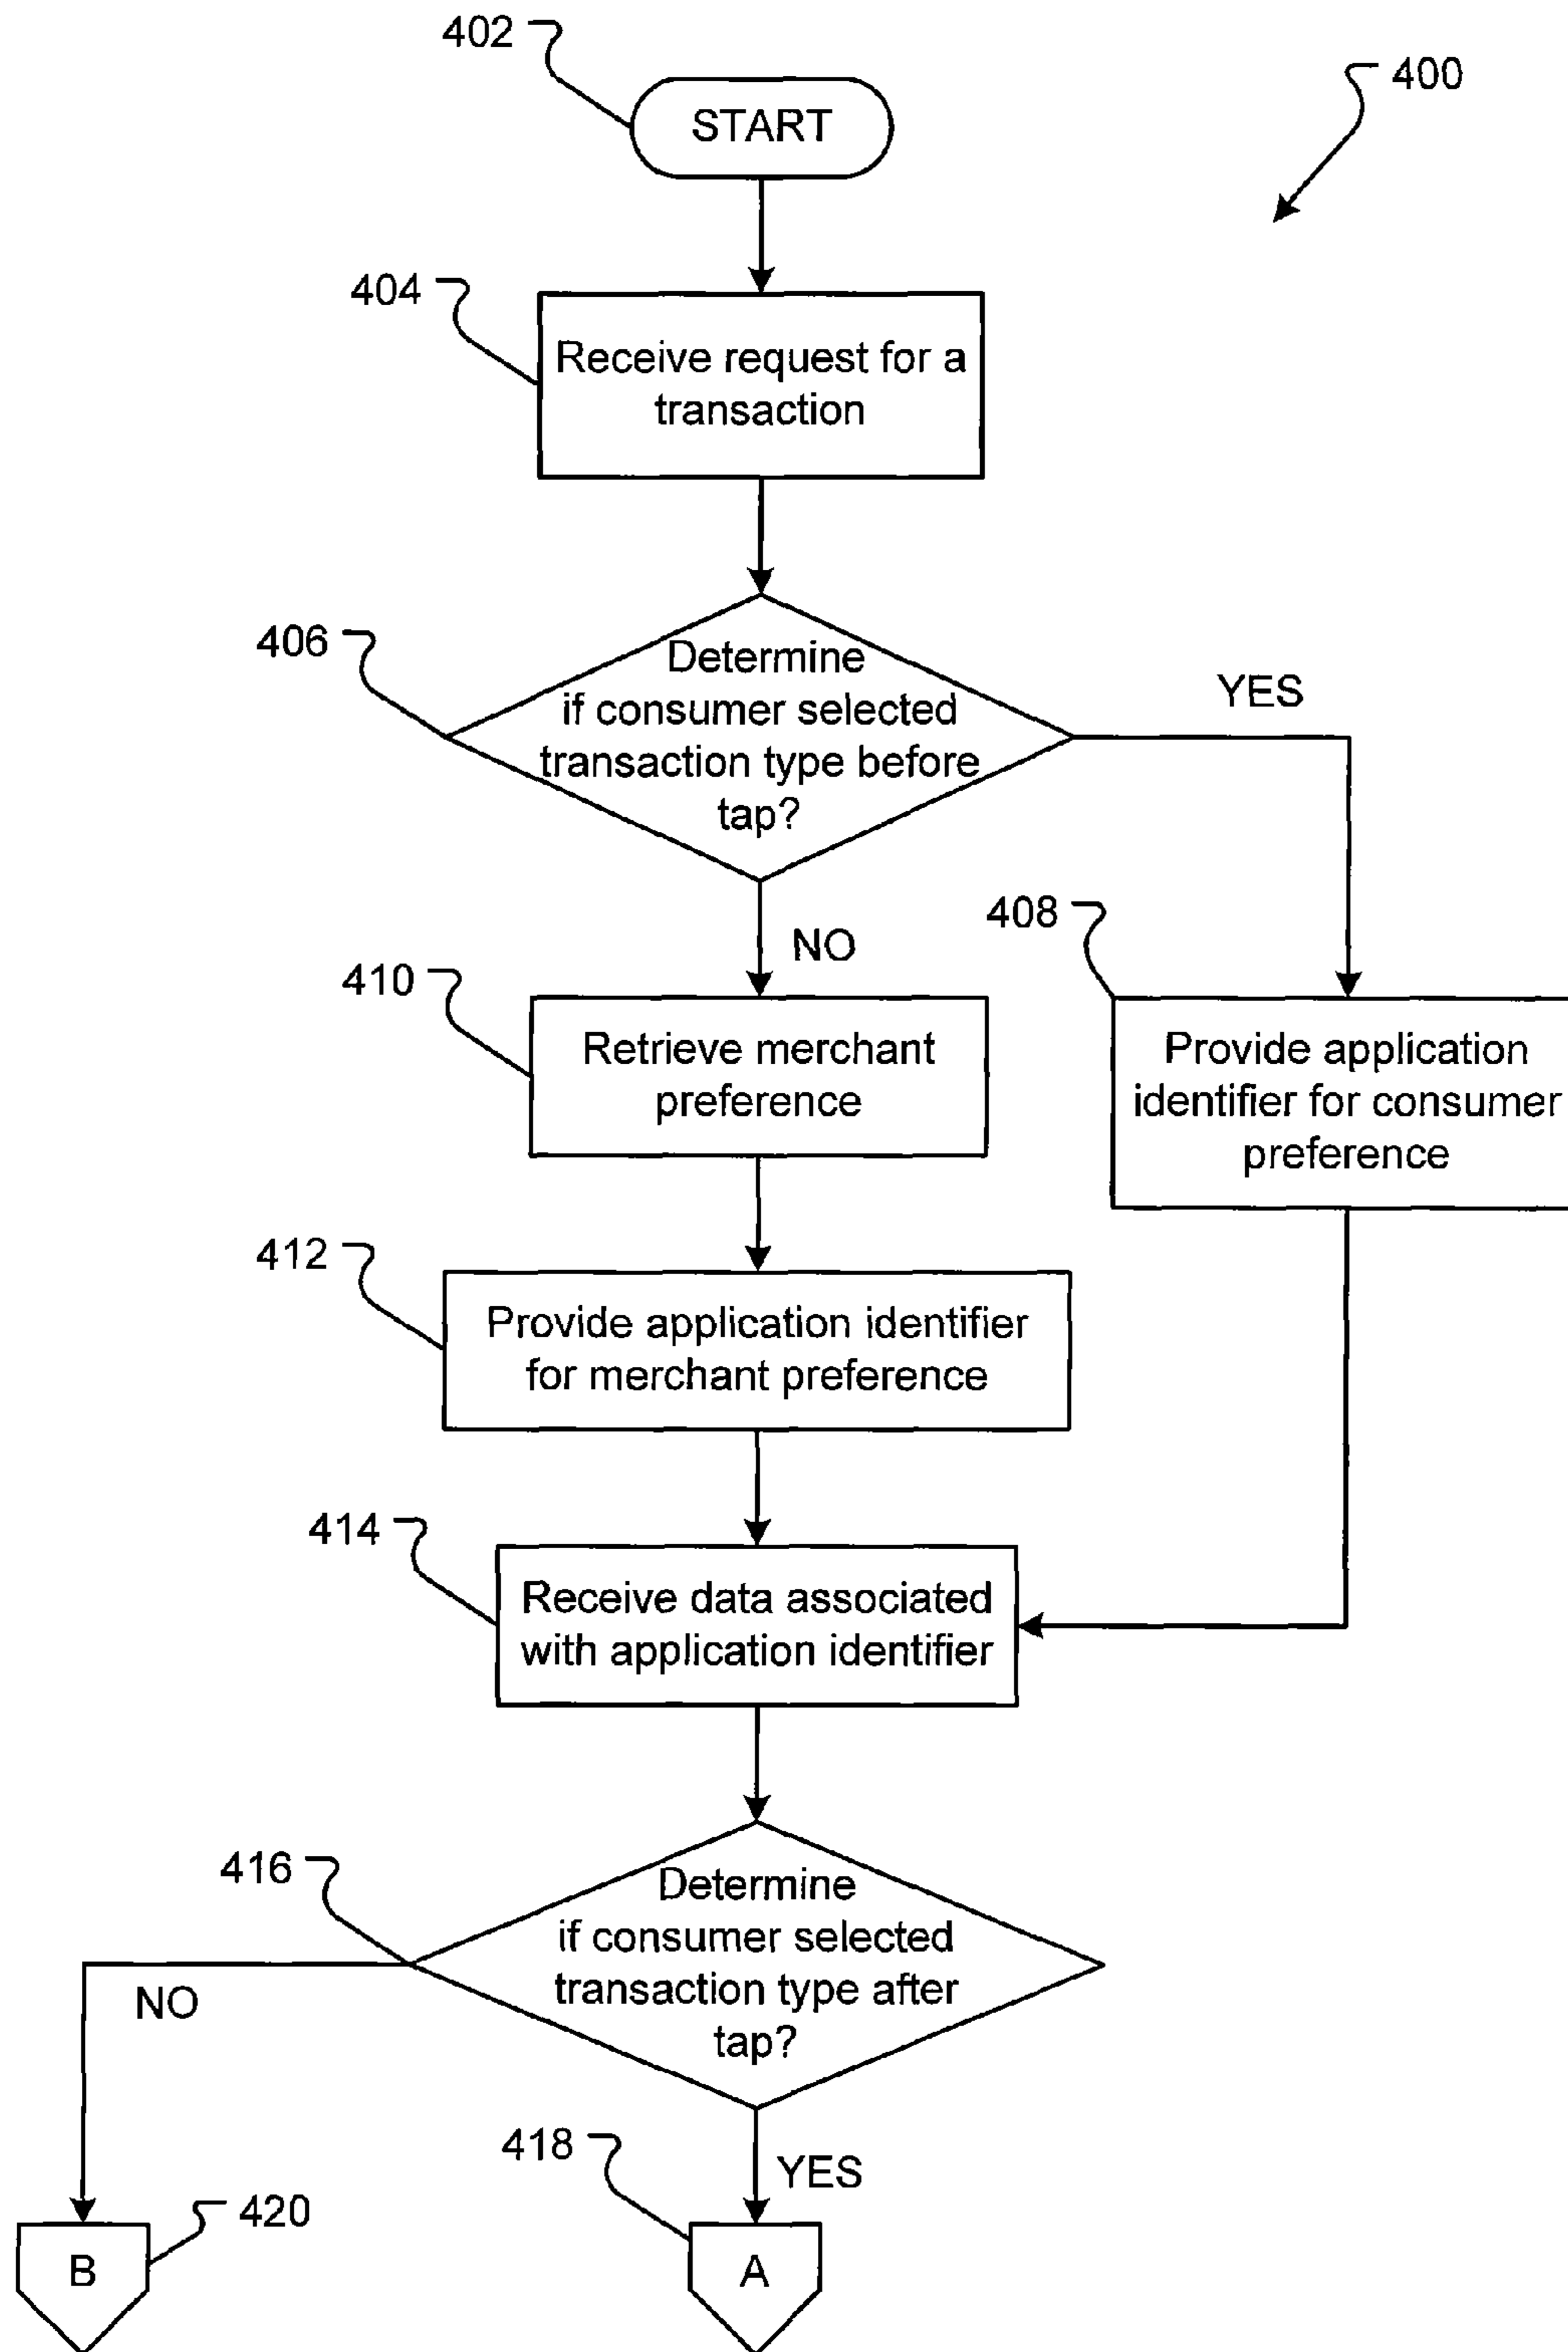 402
START
400
404
Receive request for a
transaction
406
Determine
if consumer selected
transaction type before
tap?
YES
NO
408
410
Retrieve merchant
preference
Provide application
identifier for consumer
preference
412
Provide application identifier
for merchant preference
414
Receive data associated
with application identifier
416
Determine
if consumer selected
transaction type after
tap?
NO
418
YES
420
B
A